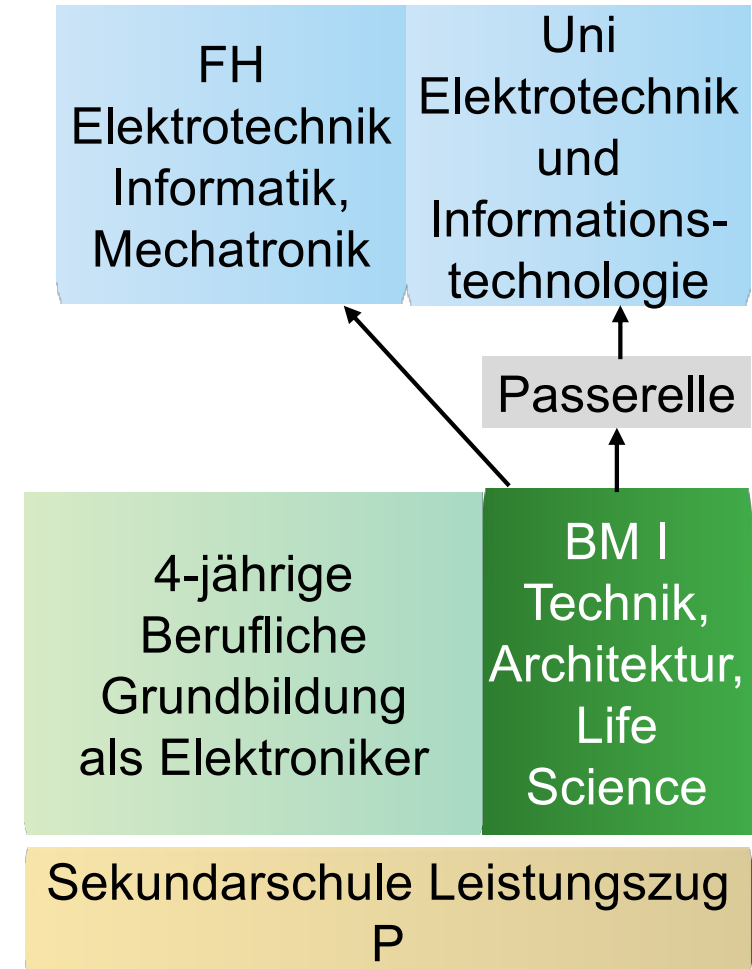 FH
Elektrotechnik
Informatik,
Mechatronik
Uni
Elektrotechnik
und
Informations-
technologie
Passerelle
4-jährige
Berufliche
Grundbildung
als Elektroniker
BM I
Technik,
Architektur,
Life
Science
Sekundarschule Leistungszug
P